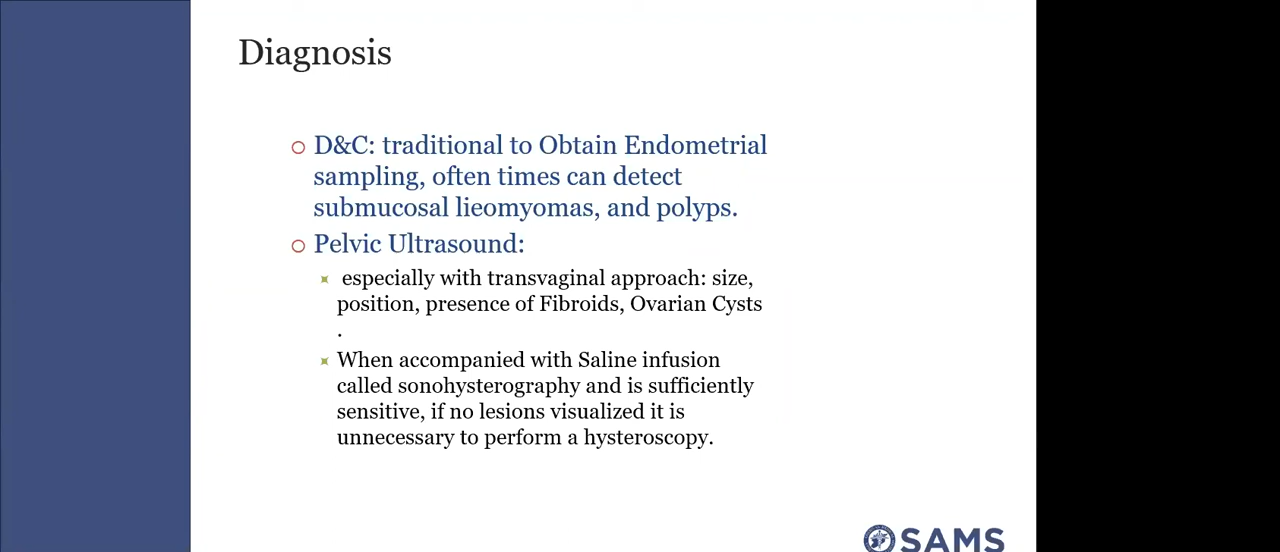 Diagnosis
D&C: traditional to Obtain Endometrial
sampling, often times can detect
submucosal lieomyomas, and polyps.
Pelvic Ultrasound:
especially with transvaginal approach: size,
position, presence of Fibroids, Ovarian Cysts
.
When accompanied with Saline infusion
called sonohysterography and is sufficiently
sensitive, if no lesions visualized it is
unnecessary to perform a hysteroscopy.
SAMS